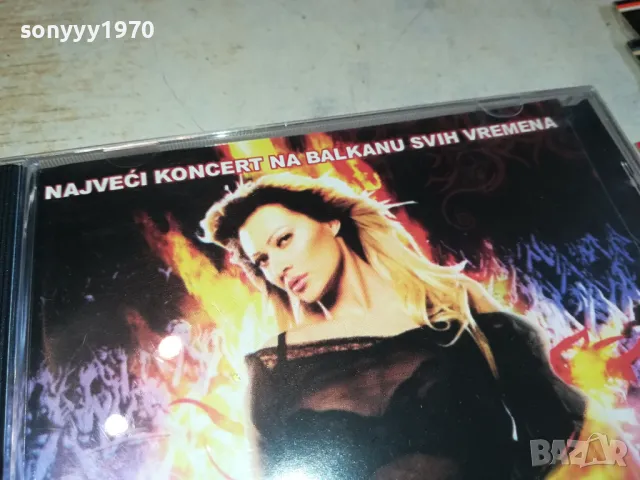 sonyyy1970
NAJVEĆI KONCERT NA BALKANU SVIH VREMENA
BAZAR